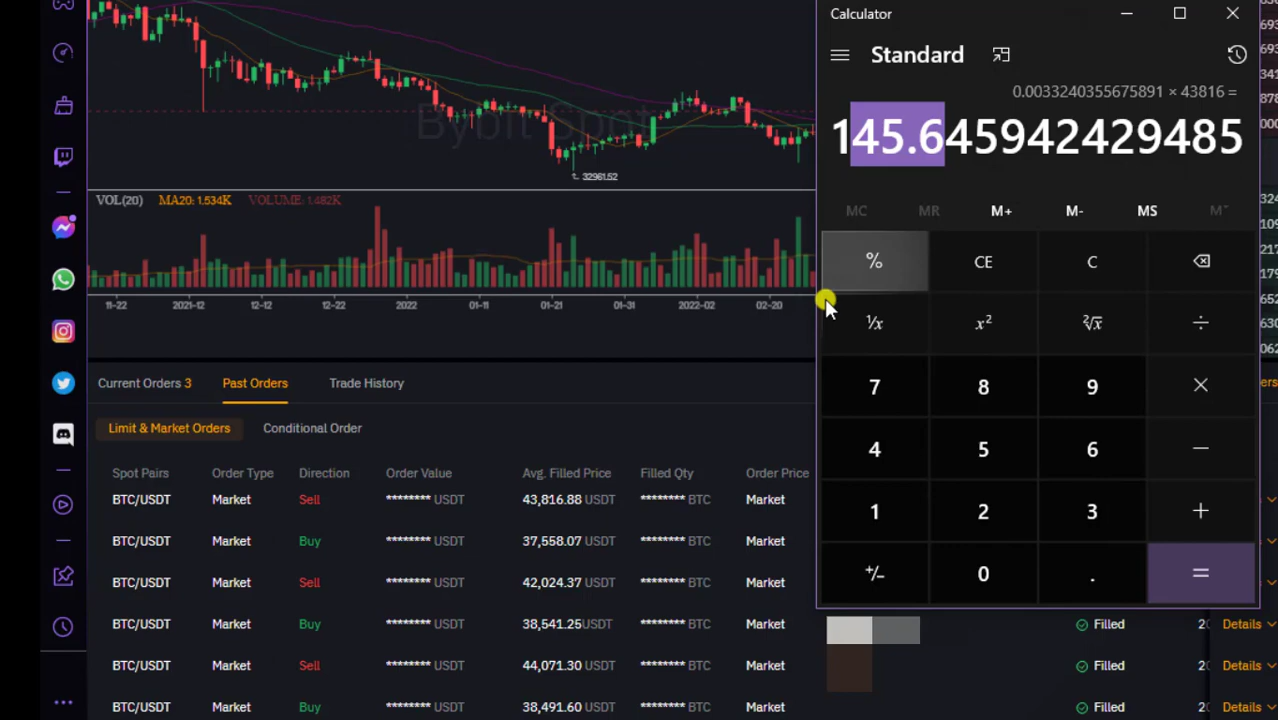 Calculator
Standard
0.0033240355675891 × 43816 =
145.645942429485
MC MR M+ M- MS M˅
% CE C
¹/x x² ²√x ÷
7 8 9 ×
4 5 6 −
1 2 3 +
+/− 0 . =
Bybit Spot
32961.52
VOL(20) MA20: 1.534K VOLUME: 1.482K
11-22 2021-12 12-12 12-22 2022 01-11 01-21 01-31 2022-02 02-20
Current Orders 3 Past Orders Trade History
Limit & Market Orders Conditional Order
Spot Pairs Order Type Direction Order Value Avg. Filled Price Filled Qty Order Price
BTC/USDT Market Sell ******** USDT 43,816.88 USDT ******** BTC Market
BTC/USDT Market Buy ******** USDT 37,558.07 USDT ******** BTC Market
BTC/USDT Market Sell ******** USDT 42,024.37 USDT ******** BTC Market
BTC/USDT Market Buy ******** USDT 38,541.25USDT ******** BTC Market Filled 20 Details
BTC/USDT Market Sell ******** USDT 44,071.30 USDT ******** BTC Market Filled 20 Details
BTC/USDT Market Buy ******** USDT 38,491.60 USDT ******** BTC Market Filled 20 Details